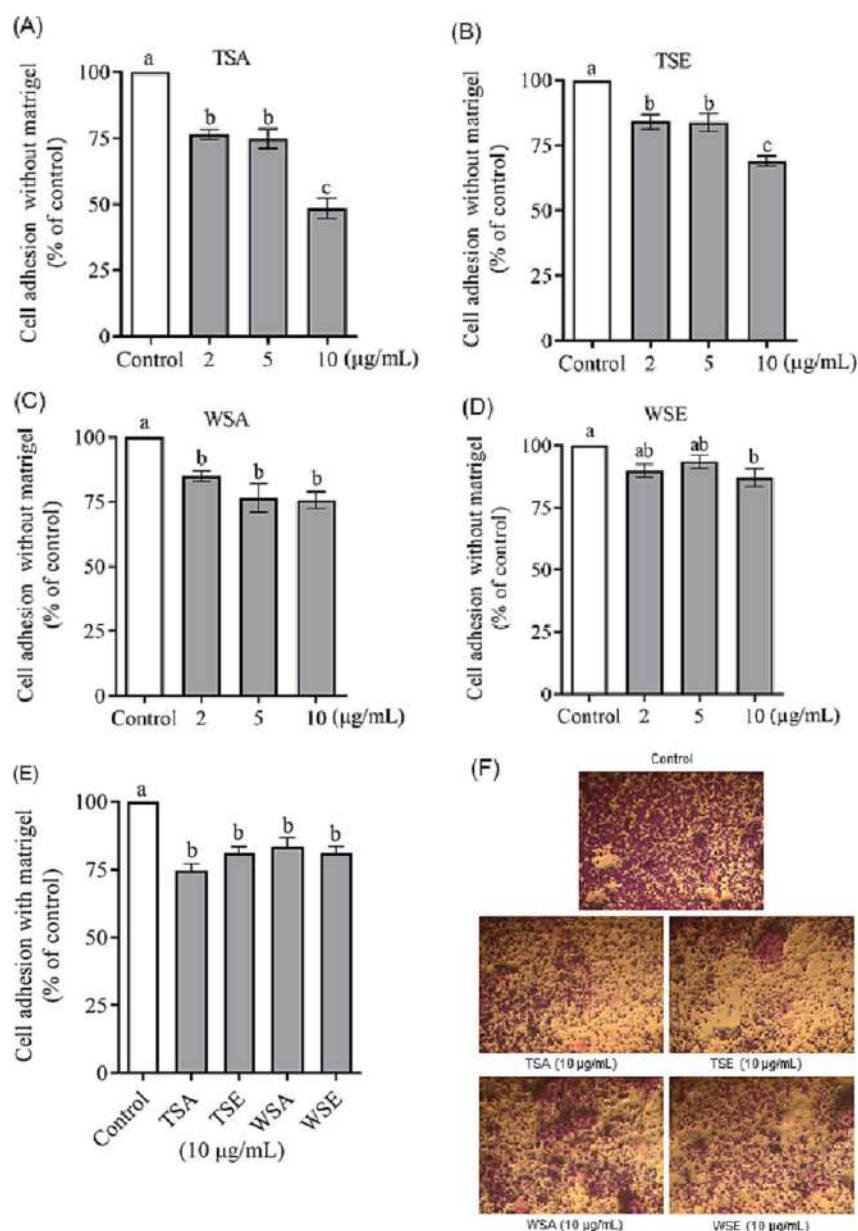 (A)
TSA
Cell adhesion without matrigel
(% of control)
100
75
50
25
0
a
b
b
c
Control 2 5 10 (µg/mL)
(B)
TSE
Cell adhesion without matrigel
(% of control)
100
75
50
25
0
a
b
b
c
Control 2 5 10 (µg/mL)
(C)
WSA
Cell adhesion without matrigel
(% of control)
100
75
50
25
0
a
b
b
b
Control 2 5 10 (µg/mL)
(D)
WSE
Cell adhesion without matrigel
(% of control)
100
75
50
25
0
a
ab
ab
b
Control 2 5 10 (µg/mL)
(E)
Cell adhesion with matrigel
(% of control)
100
75
50
25
0
a
b
b
b
b
Control TSA TSE WSA WSE
(10 µg/mL)
(F)
Control
TSA (10 µg/mL) TSE (10 µg/mL)
WSA (10 µg/mL) WSE (10 µg/mL)